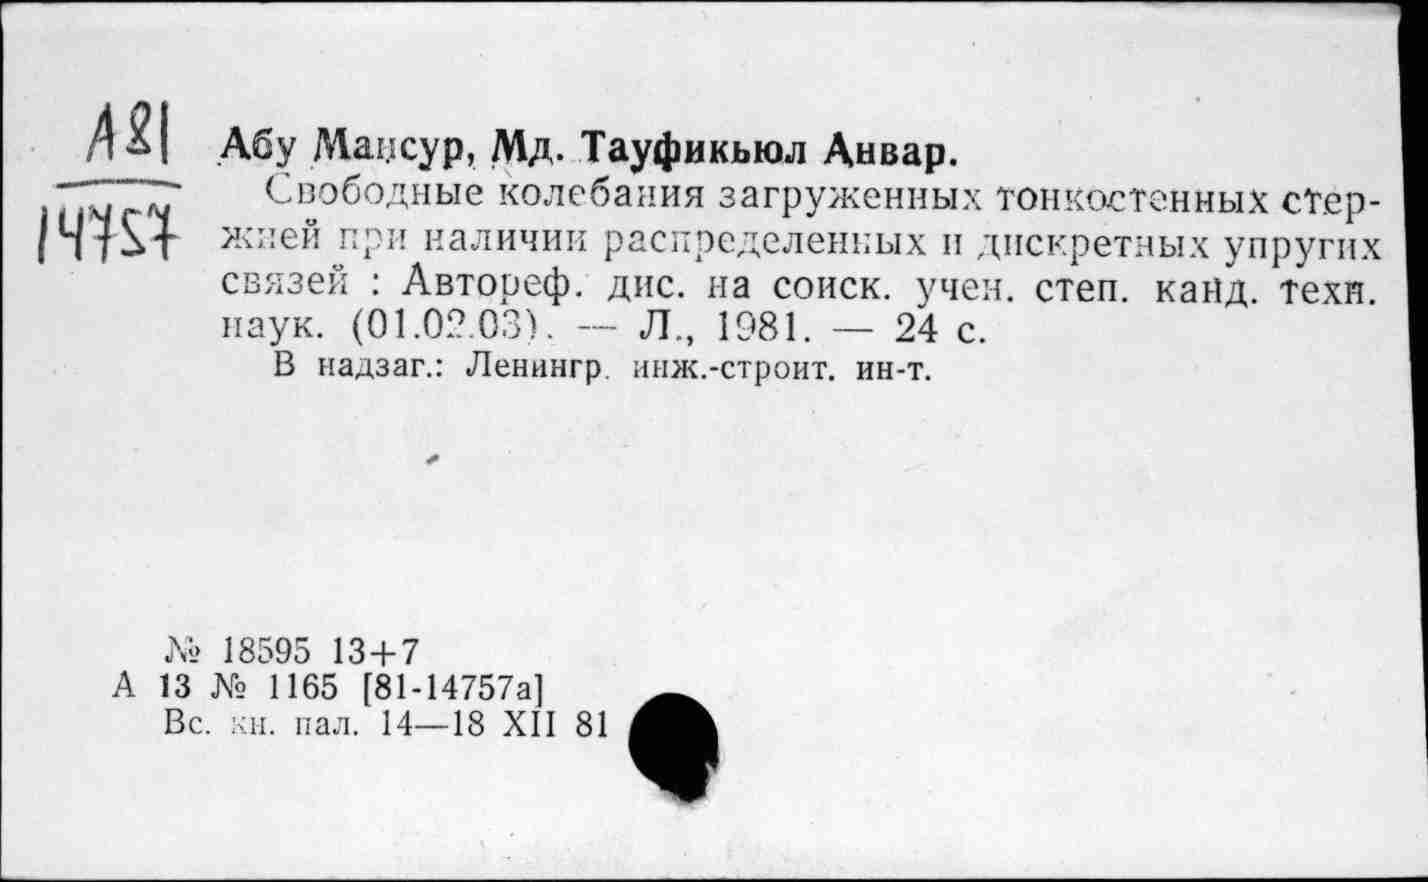 А81
14757
Абу Мансур, Мд. Тауфикьюл Анвар.
Свободные колебания загруженных тонкостенных стер-
жней при наличии распределенных и дискретных упругих
связей : Автореф. дис. на соиск. учен. степ. канд. техн.
наук. (01.02.03). — Л., 1981. — 24 с.
В надзаг.: Ленингр. инж.-строит. ин-т.
№ 18595 13+7
А 13 № 1165 [81-14757а]
Вс. кн. пал. 14—18 XII 81